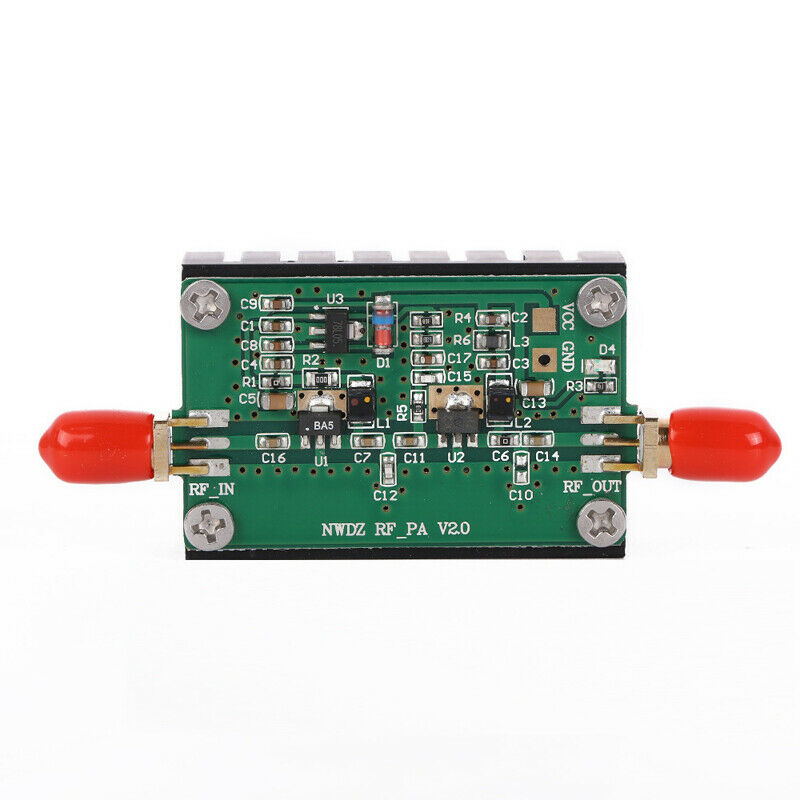 C9
U3
R4
C2
VCC
C1
78L05
R6
L3
C8
C17
C3
GND
D4
C4
R2
D1
C15
R1
000
R3
C5
R5
C13
BA5
L1
L2
C16
U1
C7
C11
U2
C6
C14
RF_IN
C12
C10
RF_OUT
NWDZ RF_PA V2.0